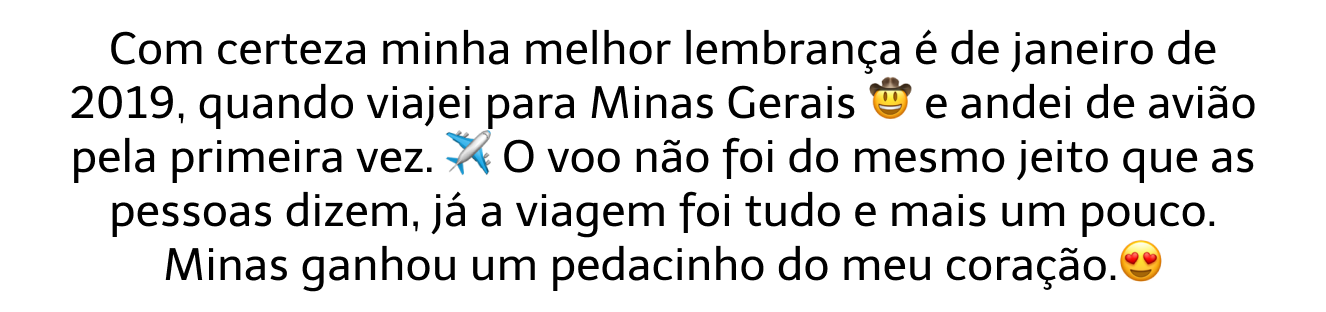 Com certeza minha melhor lembrança é de janeiro de
2019, quando viajei para Minas Gerais 🤠 e andei de avião
pela primeira vez. ✈️ O voo não foi do mesmo jeito que as
pessoas dizem, já a viagem foi tudo e mais um pouco.
Minas ganhou um pedacinho do meu coração.😍